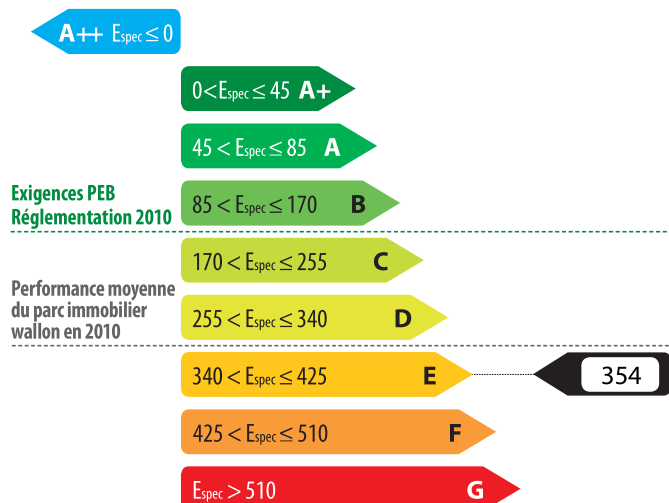 A++ Espec ≤ 0
0 < Espec ≤ 45 A+
45 < Espec ≤ 85 A
Exigences PEB
Réglementation 2010
85 < Espec ≤ 170 B
170 < Espec ≤ 255 C
Performance moyenne
du parc immobilier
wallon en 2010
255 < Espec ≤ 340 D
340 < Espec ≤ 425 E
354
425 < Espec ≤ 510 F
Espec > 510 G